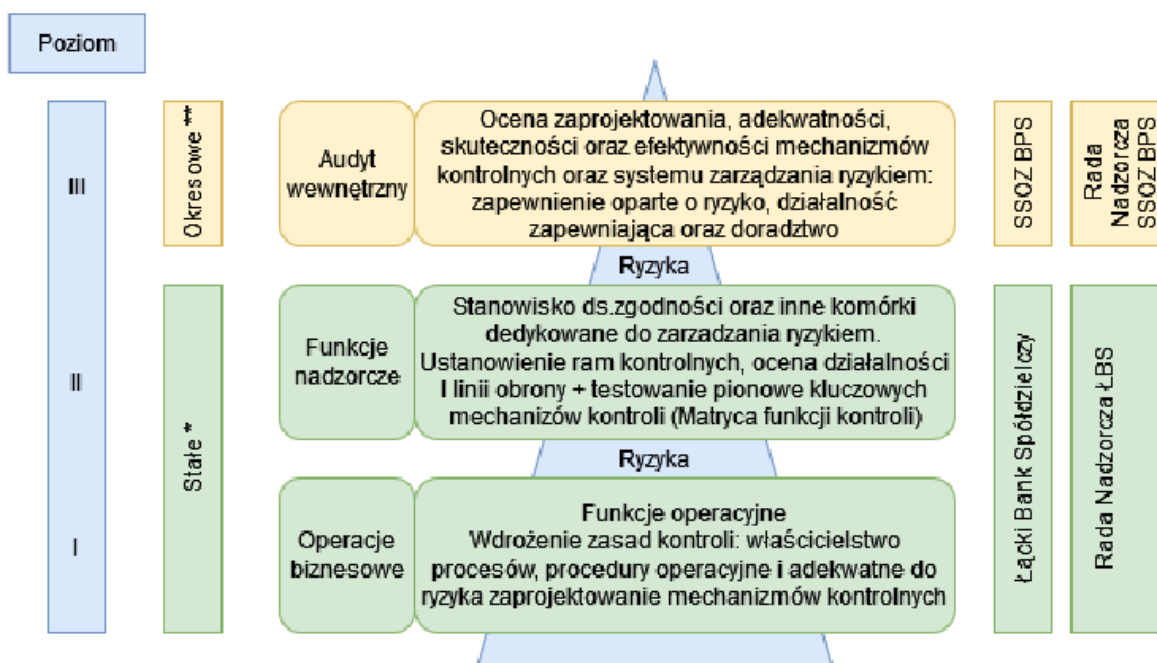 Poziom
III
Okresowe **
Audyt
wewnętrzny
Ocena zaprojektowania, adekwatności,
skuteczności oraz efektywności mechanizmów
kontrolnych oraz systemu zarządzania ryzykiem:
zapewnienie oparte o ryzyko, działalność
zapewniająca oraz doradztwo
SSOZ BPS
Rada
Nadzorcza
SSOZ BPS
Ryzyka
II
Stałe *
Funkcje
nadzorcze
Stanowisko ds.zgodności oraz inne komórki
dedykowane do zarzadzania ryzykiem.
Ustanowienie ram kontrolnych, ocena działalności
I linii obrony + testowanie pionowe kluczowych
mechanizów kontroli (Matryca funkcji kontroli)
Łącki Bank Spółdzielczy
Rada Nadzorcza ŁBS
Ryzyka
I
Operacje
biznesowe
Funkcje operacyjne
Wdrożenie zasad kontroli: właścicielstwo
procesów, procedury operacyjne i adekwatne do
ryzyka zaprojektowanie mechanizmów kontrolnych